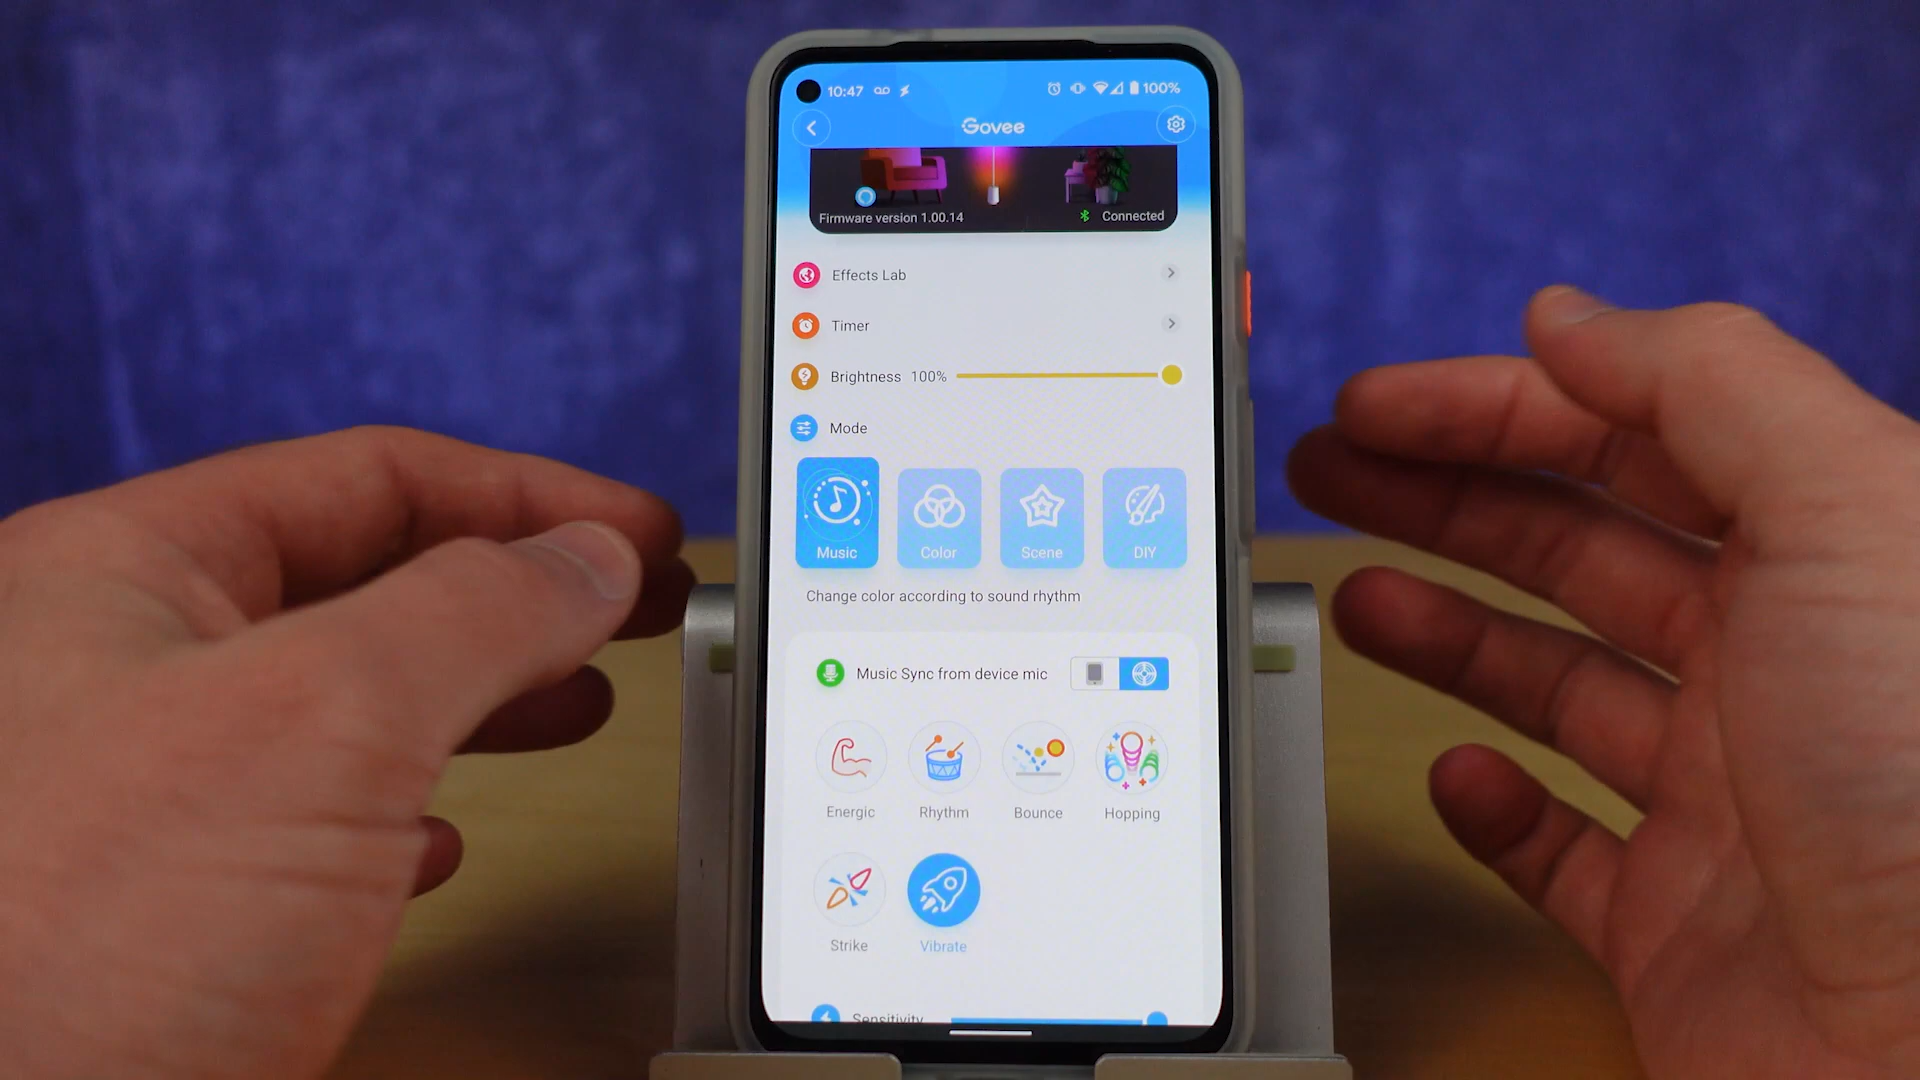 10:47 100%
Govee
Firmware version 1.00.14 Connected
Effects Lab
Timer
Brightness 100%
Mode
Music Color Scene DIY
Change color according to sound rhythm
Music Sync from device mic
Energic Rhythm Bounce Hopping
Strike Vibrate
Sensitivity